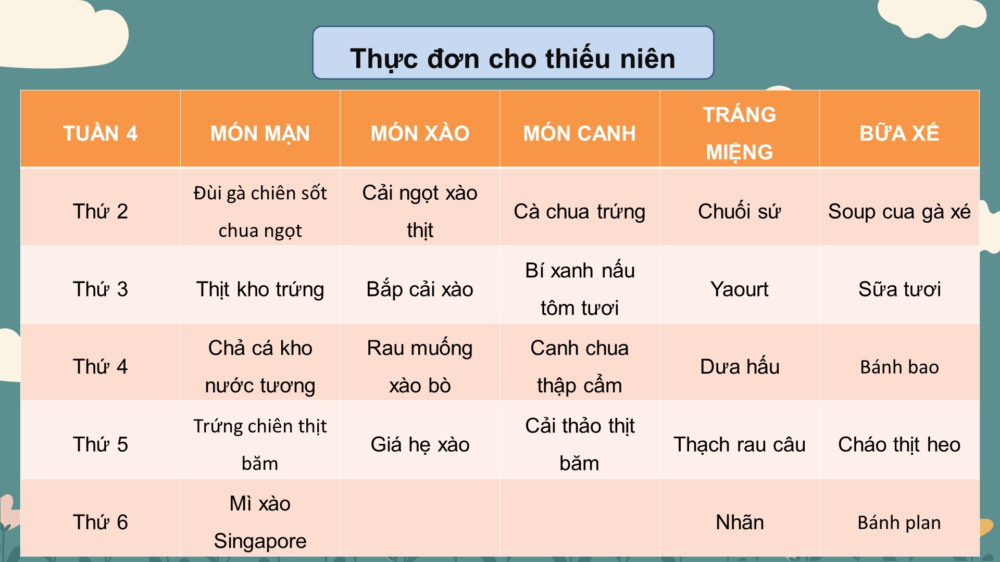 Thực đơn cho thiếu niên
TUẦN 4
MÓN MẶN
MÓN XÀO
MÓN CANH
TRÁNG
MIỆNG
BỮA XẾ
Thứ 2
Đùi gà chiên sốt
chua ngọt
Cải ngọt xào
thịt
Cà chua trứng
Chuối sứ
Soup cua gà xé
Thứ 3
Thịt kho trứng
Bắp cải xào
Bí xanh nấu
tôm tươi
Yaourt
Sữa tươi
Thứ 4
Chả cá kho
nước tương
Rau muống
xào bò
Canh chua
thập cẩm
Dưa hấu
Bánh bao
Thứ 5
Trứng chiên thịt
băm
Giá hẹ xào
Cải thảo thịt
băm
Thạch rau câu
Cháo thịt heo
Thứ 6
Mì xào
Singapore
Nhãn
Bánh plan